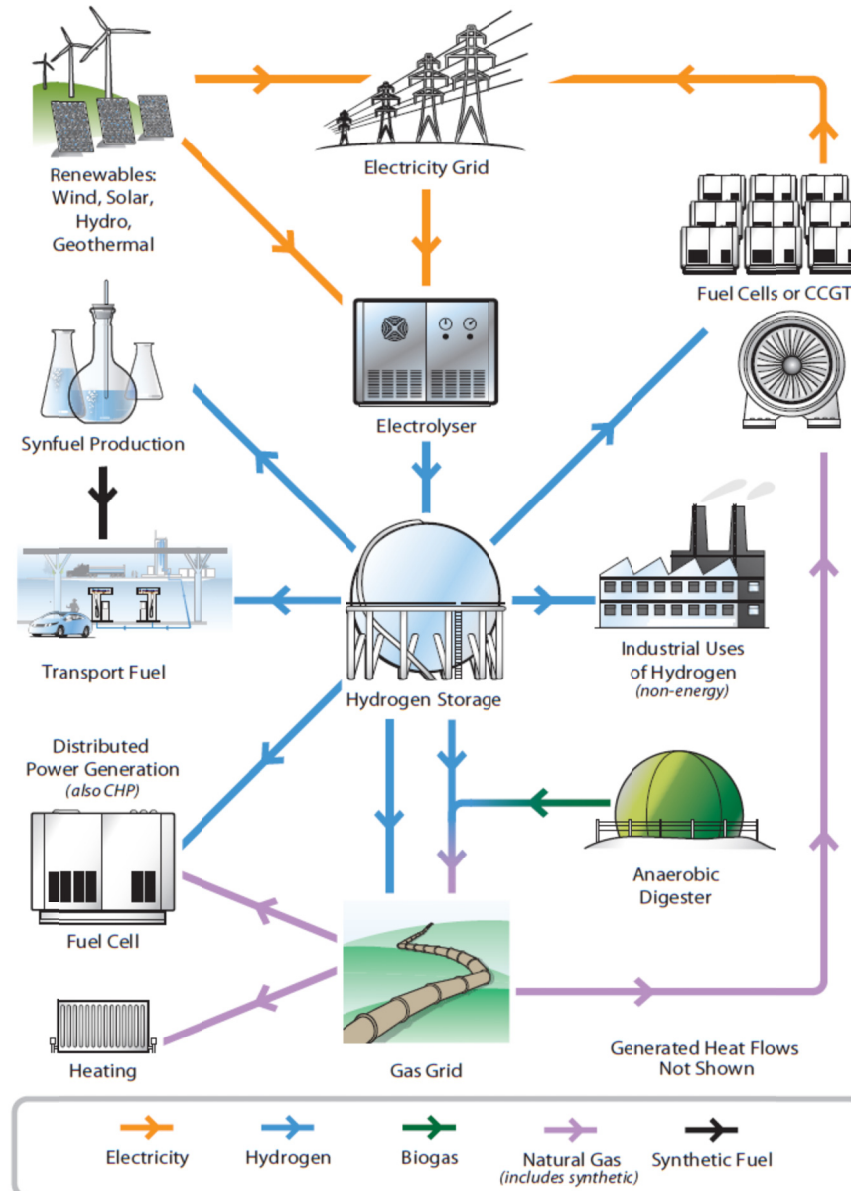 Renewables:
Wind, Solar,
Hydro,
Geothermal
Electricity Grid
Fuel Cells or CCGT
Synfuel Production
Electrolyser
Transport Fuel
Hydrogen Storage
Industrial Uses
of Hydrogen
(non-energy)
Distributed
Power Generation
(also CHP)
Fuel Cell
Anaerobic
Digester
Heating
Gas Grid
Generated Heat Flows
Not Shown
Electricity
Hydrogen
Biogas
Natural Gas
(includes synthetic)
Synthetic Fuel